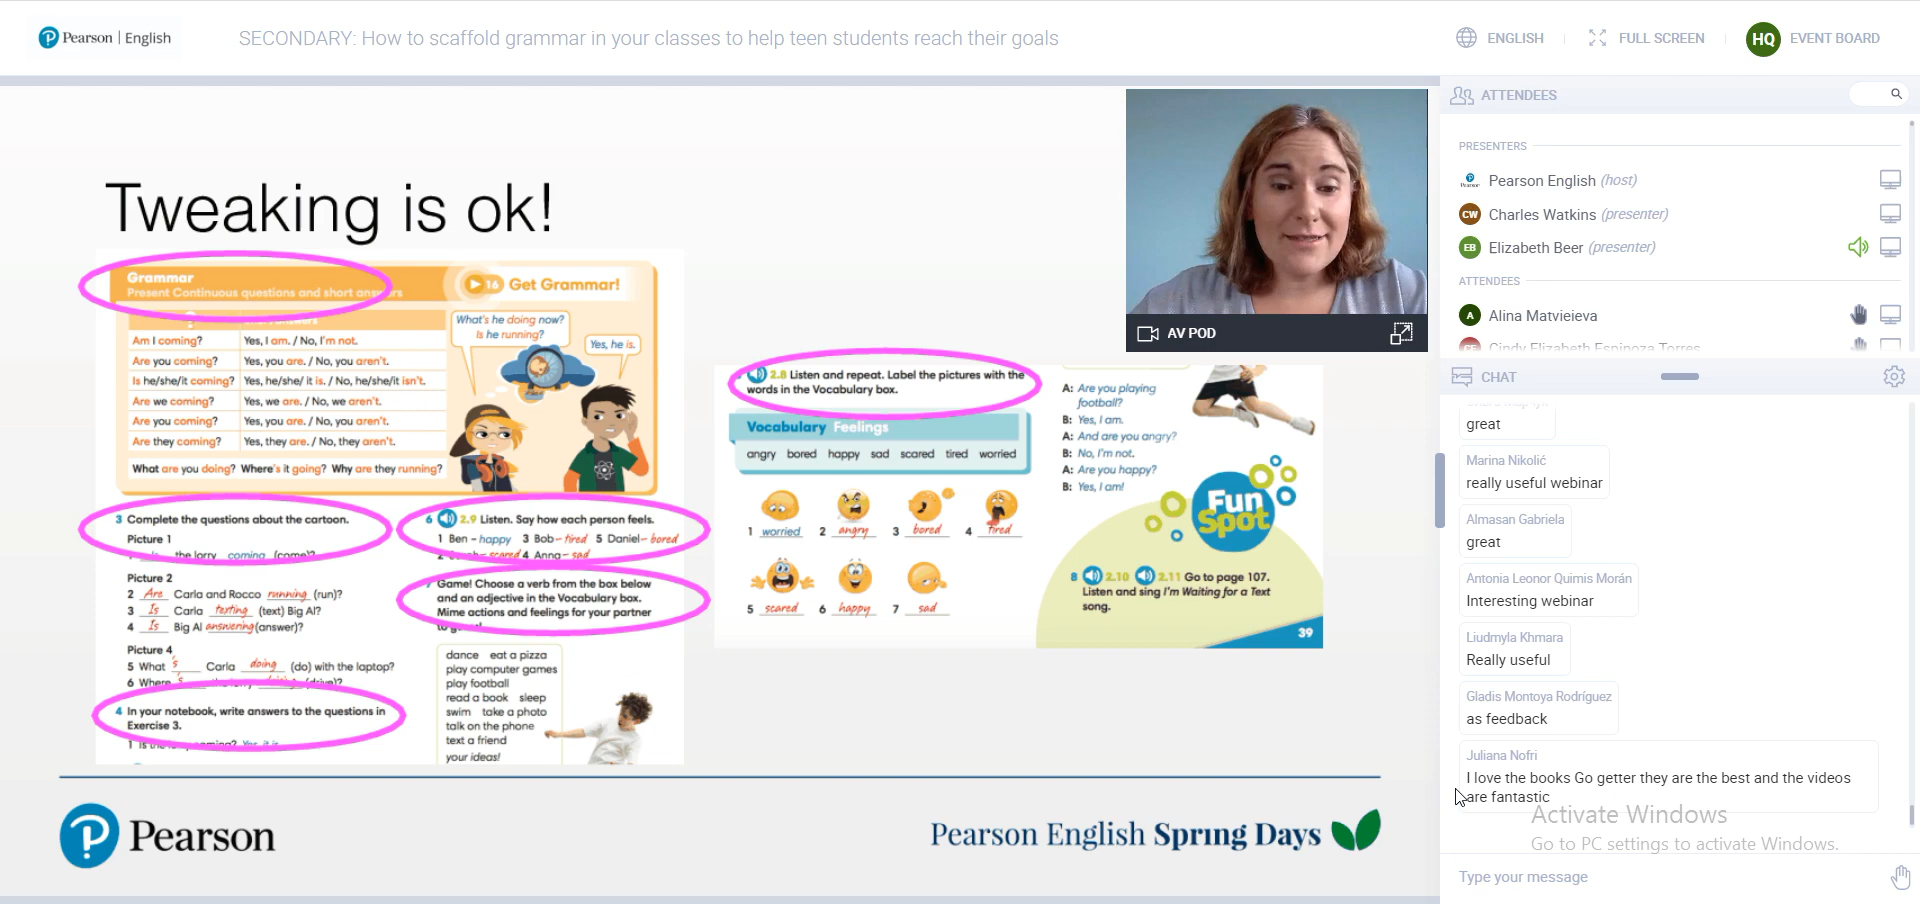 Pearson | English
SECONDARY: How to scaffold grammar in your classes to help teen students reach their goals
ENGLISH
FULL SCREEN
HQ
EVENT BOARD
Tweaking is ok!
Grammar
Present Continuous questions and short answers
16 Get Grammar!
?
Am I coming? Yes, I am. / No, I'm not.
Are you coming? Yes, you are. / No, you aren't.
Is he/she/it coming? Yes, he/she/ it is. / No, he/she/it isn't.
Are we coming? Yes, we are. / No, we aren't.
Are you coming? Yes, you are. / No, you aren't.
Are they coming? Yes, they are. / No, they aren't.
What are you doing? Where's it going? Why are they running?
What's he doing now?
Is he running?
Yes, he is.
3 Complete the questions about the cartoon.
Picture 1
the lorry coming (come)?
Picture 2
2 Are Carla and Rocco running (run)?
3 Is Carla texting (text) Big Al?
4 Is Big Al answering (answer)?
Picture 4
5 What 's Carla doing (do) with the laptop?
6 Where 's (drive)?
4 In your notebook, write answers to the questions in
Exercise 3.
6 2.9 Listen. Say how each person feels.
1 Ben - happy 3 Bob - tired 5 Daniel - bored
scared 4 Anna - sad
Game! Choose a verb from the box below
and an adjective in the Vocabulary box.
Mime actions and feelings for your partner
dance eat a pizza
play computer games
play football
read a book sleep
swim take a photo
talk on the phone
text a friend
your ideas!
2.8 Listen and repeat. Label the pictures with the
words in the Vocabulary box.
Vocabulary Feelings
angry bored happy sad scared tired worried
1 worried 2 angry 3 bored 4 tired
5 scared 6 happy 7 sad
A: Are you playing
football?
B: Yes, I am.
A: And are you angry?
B: No, I'm not.
A: Are you happy?
B: Yes, I am!
Fun
Spot
8 2.10 2.11 Go to page 107.
Listen and sing I'm Waiting for a Text
song.
39
Pearson
Pearson English Spring Days
AV POD
ATTENDEES
PRESENTERS
Pearson English (host)
CW Charles Watkins (presenter)
EB Elizabeth Beer (presenter)
ATTENDEES
A Alina Matvieieva
Cindy Elizabeth Espinoza Torres
CHAT
great
Marina Nikolić
really useful webinar
Almasan Gabriela
great
Antonia Leonor Quimis Morán
Interesting webinar
Liudmyla Khmara
Really useful
Gladis Montoya Rodríguez
as feedback
Juliana Nofri
I love the books Go getter they are the best and the videos
are fantastic
Activate Windows
Go to PC settings to activate Windows.
Type your message